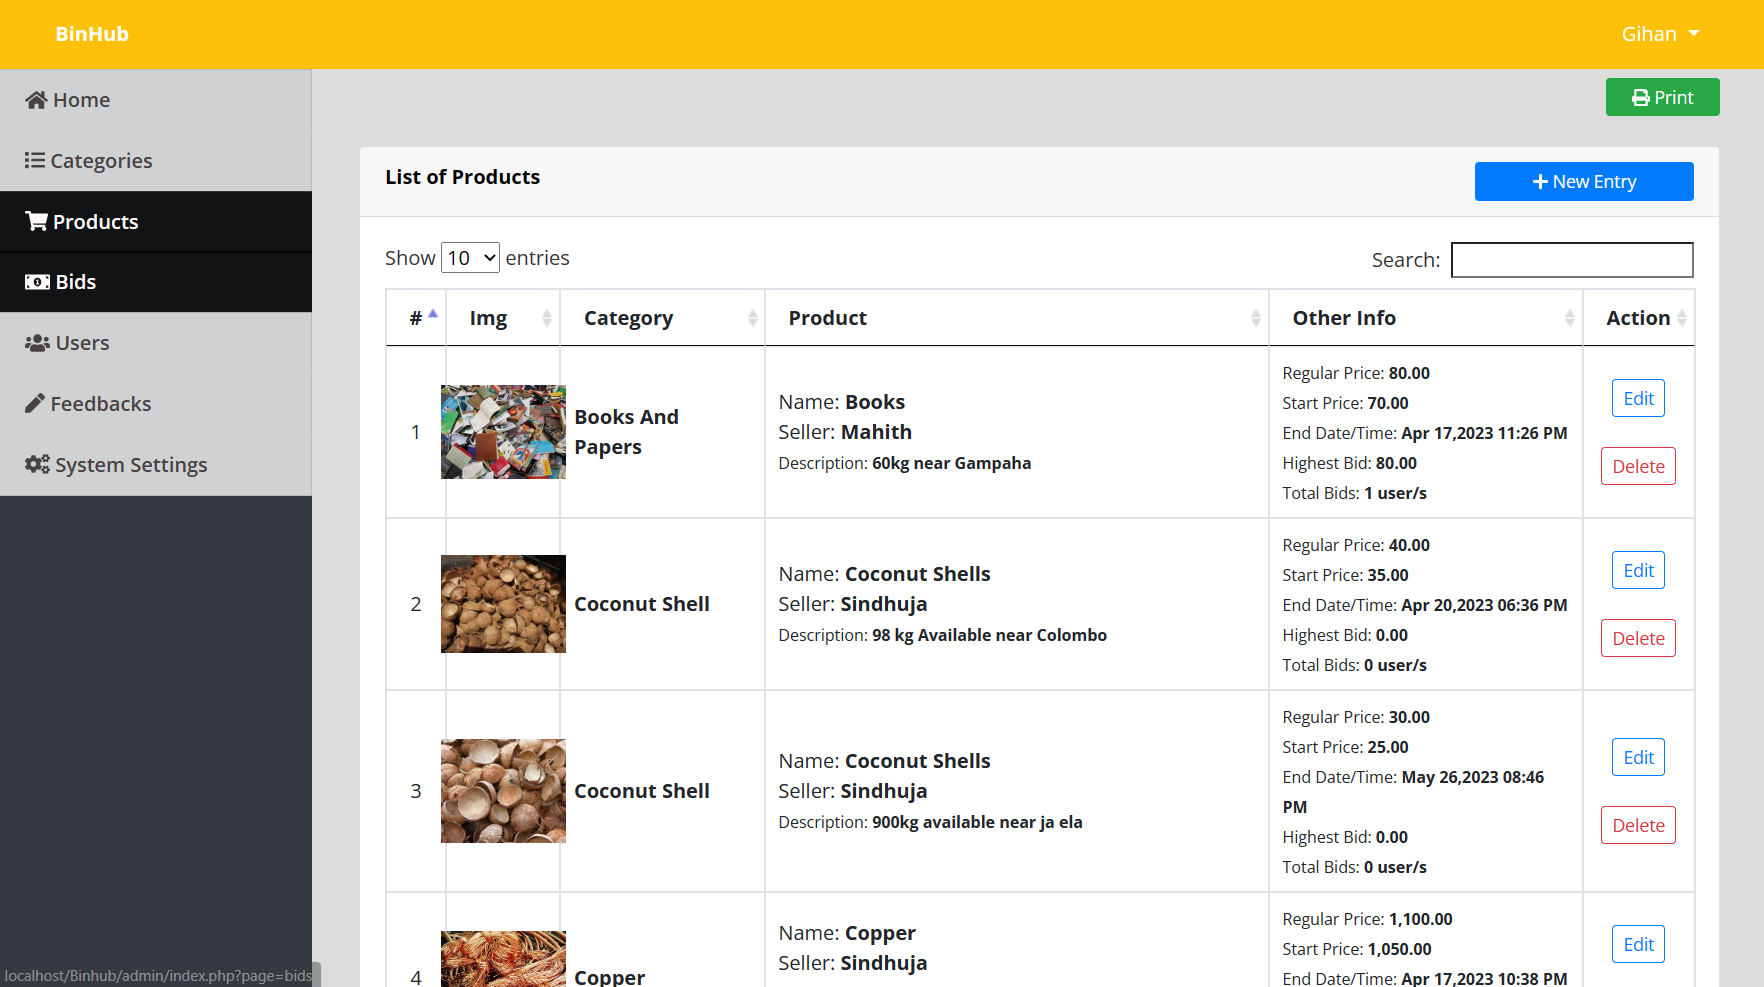 BinHub
Gihan
Home
Categories
Products
Bids
Users
Feedbacks
System Settings
Print
List of Products
New Entry
Show 10 entries
Search:
# Img Category Product Other Info Action
1
Books And
Papers
Name: Books
Seller: Mahith
Description: 60kg near Gampaha
Regular Price: 80.00
Start Price: 70.00
End Date/Time: Apr 17,2023 11:26 PM
Highest Bid: 80.00
Total Bids: 1 user/s
Edit
Delete
2
Coconut Shell
Name: Coconut Shells
Seller: Sindhuja
Description: 98 kg Available near Colombo
Regular Price: 40.00
Start Price: 35.00
End Date/Time: Apr 20,2023 06:36 PM
Highest Bid: 0.00
Total Bids: 0 user/s
Edit
Delete
3
Coconut Shell
Name: Coconut Shells
Seller: Sindhuja
Description: 900kg available near ja ela
Regular Price: 30.00
Start Price: 25.00
End Date/Time: May 26,2023 08:46
PM
Highest Bid: 0.00
Total Bids: 0 user/s
Edit
Delete
4
Copper
Name: Copper
Seller: Sindhuja
Regular Price: 1,100.00
Start Price: 1,050.00
End Date/Time: Apr 17,2023 10:38 PM
Edit
localhost/Binhub/admin/index.php?page=bids